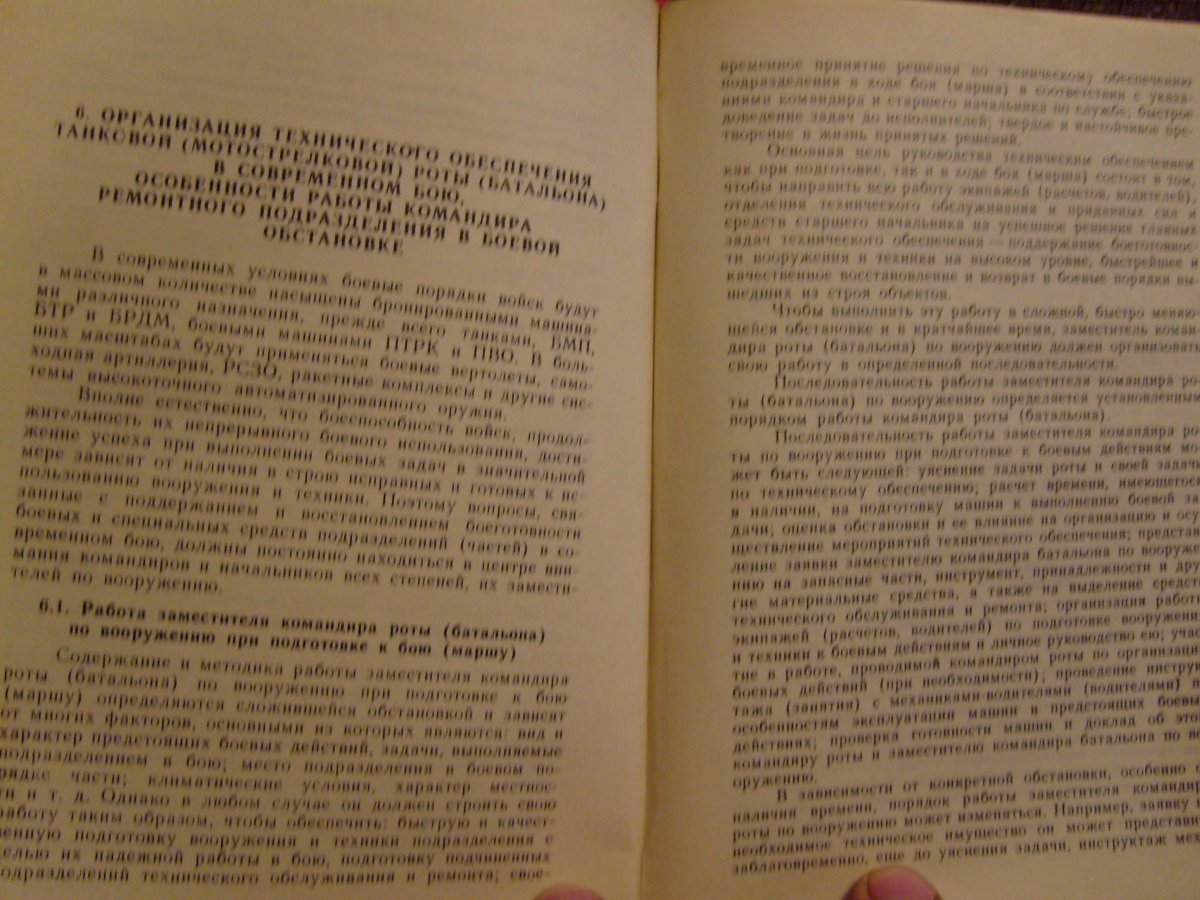 6. ОРГАНИЗАЦИЯ ТЕХНИЧЕСКОГО ОБЕСПЕЧЕНИЯ
ТАНКОВОЙ (МОТОСТРЕЛКОВОЙ) РОТЫ (БАТАЛЬОНА)
В СОВРЕМЕННОМ БОЮ,
ОСОБЕННОСТИ РАБОТЫ КОМАНДИРА
РЕМОНТНОГО ПОДРАЗДЕЛЕНИЯ В БОЕВОЙ
ОБСТАНОВКЕ
В современных условиях боевые порядки войск будут
в массовом количестве насыщены бронированными машина-
ми различного назначения, прежде всего танками, БМП,
БТР и БРДМ, боевыми машинами ПТРК и ПВО. В боль-
ших масштабах будут применяться боевые вертолеты, само-
ходная артиллерия, РСЗО, ракетные комплексы и другие сис-
темы высокоточного автоматизированного оружия.
Вполне естественно, что боеспособность войск, продол-
жительность их непрерывного боевого использования, дости-
жение успеха при выполнении боевых задач в значительной
мере зависят от наличия в строю исправных и готовых к ис-
пользованию вооружения и техники. Поэтому вопросы, свя-
занные с поддержанием и восстановлением боеготовности
боевых и специальных средств подразделений (частей) в со-
временном бою, должны постоянно находиться в центре вни-
мания командиров и начальников всех степеней, их замести-
телей по вооружению.
6.1. Работа заместителя командира роты (батальона)
по вооружению при подготовке к бою (маршу)
Содержание и методика работы заместителя командира
роты (батальона) по вооружению при подготовке к бою
(маршу) определяются сложившейся обстановкой и зависят
от многих факторов, основными из которых являются: вид и
характер предстоящих боевых действий, задачи, выполняемые
подразделением в бою; место подразделения в боевом по-
рядке части; климатические условия, характер местнос-
ти и т. д. Однако в любом случае он должен строить свою
работу таким образом, чтобы обеспечить: быструю и качест-
венную подготовку вооружения и техники подразделения с
целью их надежной работы в бою, подготовку подчиненных
подразделений технического обслуживания и ремонта; свое-
временное принятие решения по техническому обеспечению
подразделения в ходе боя (марша) в соответствии с указа-
ниями командира и старшего начальника по службе; быстрое
доведение задач до исполнителей; твердое и настойчивое пре-
творение в жизнь принятых решений.
Основная цель руководства техническим обеспечением
как при подготовке, так и в ходе боя (марша) состоит в том,
чтобы направить всю работу экипажей (расчетов, водителей),
отделения технического обслуживания и приданных сил и
средств старшего начальника на успешное решение главных
задач технического обеспечения — поддержание боеготовнос-
ти вооружения и техники на высоком уровне, быстрейшее и
качественное восстановление и возврат в боевые порядки вы-
шедших из строя объектов.
Чтобы выполнить эту работу в сложной, быстро меняю-
щейся обстановке и в кратчайшее время, заместитель коман-
дира роты (батальона) по вооружению должен организовать
свою работу в определенной последовательности.
Последовательность работы заместителя командира ро-
ты (батальона) по вооружению определяется установленным
порядком работы командира роты (батальона).
Последовательность работы заместителя командира ро-
ты по вооружению при подготовке к боевым действиям мо-
жет быть следующей: уяснение задачи роты и своей задачи
по техническому обеспечению; расчет времени, имеющегося
в наличии, на подготовку машин к выполнению боевой за-
дачи; оценка обстановки и ее влияние на организацию и осу-
ществление мероприятий технического обеспечения; представ-
ление заявки заместителю командира батальона по вооруже-
нию на запасные части, инструмент, принадлежности и дру-
гие материальные средства, а также на выделение средств
технического обслуживания и ремонта; организация работы
экипажей (расчетов, водителей) по подготовке вооружения
и техники к боевым действиям и личное руководство ею; учас-
тие в работе, проводимой командиром роты по организации
боевых действий (при необходимости); проведение инструк-
тажа (занятия) с механиками-водителями (водителями) п
особенностям эксплуатации машин в предстоящих боевых
действиях; проверка готовности машин и доклад об это
командиру роты и заместителю командира батальона по во-
оружению.
В зависимости от конкретной обстановки, особенно о
наличия времени, порядок работы заместителя командир
роты по вооружению может изменяться. Например, заявку н
необходимое техническое имущество он может представи
заблаговременно, еще до уяснения задачи, инструктаж мех